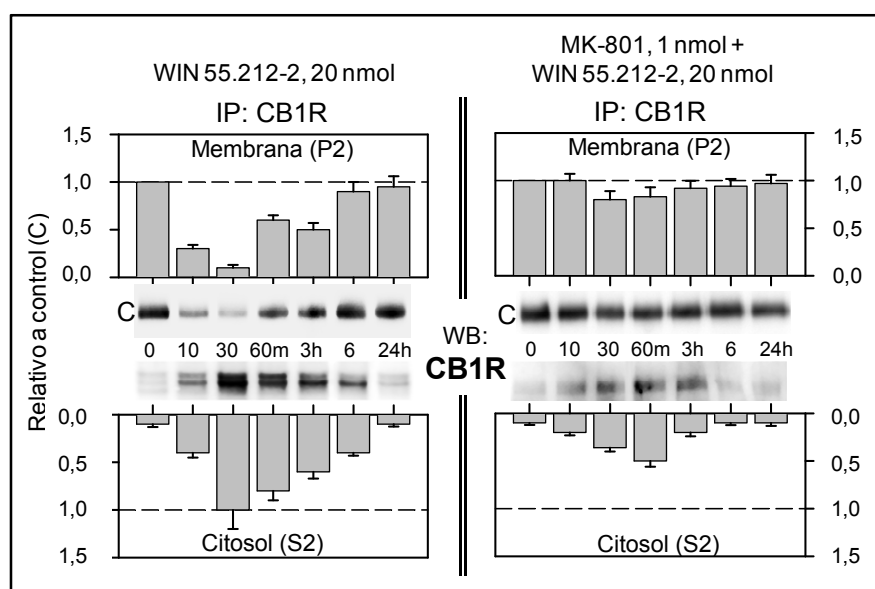 WIN 55.212-2, 20 nmol
IP: CB1R
Membrana (P2)
1,5
1,0
0,5
0,0
C
0 10 30 60m 3h 6 24h
0,0
0,5
1,0
1,5
Citosol (S2)
Relativo a control (C)
WB:
CB1R
MK-801, 1 nmol +
WIN 55.212-2, 20 nmol
IP: CB1R
Membrana (P2)
1,5
1,0
0,5
0,0
C
0 10 30 60m 3h 6 24h
0,0
0,5
1,0
1,5
Citosol (S2)